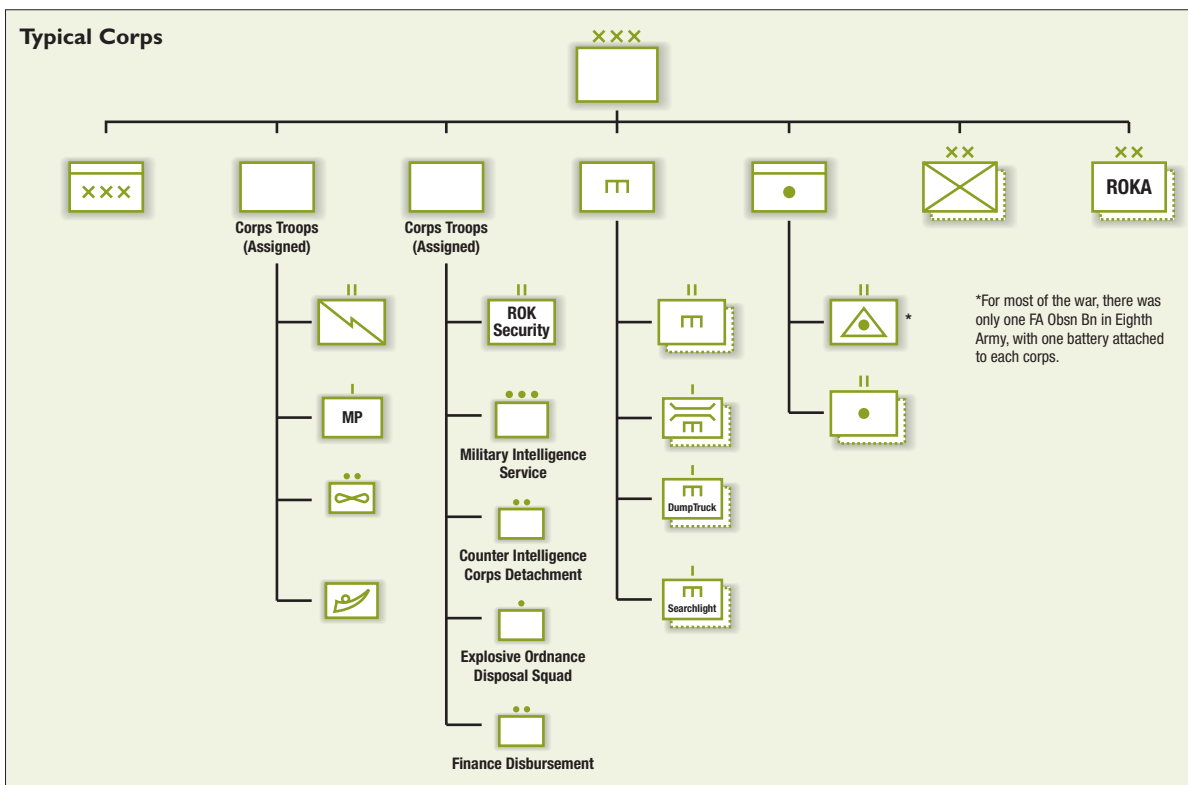 Typical Corps
ROKA
Corps Troops
(Assigned)
Corps Troops
(Assigned)
ROK
Security
*
*For most of the war, there was
only one FA Obsn Bn in Eighth
Army, with one battery attached
to each corps.
MP
Military Intelligence
Service
DumpTruck
Counter Intelligence
Corps Detachment
Searchlight
Explosive Ordnance
Disposal Squad
Finance Disbursement